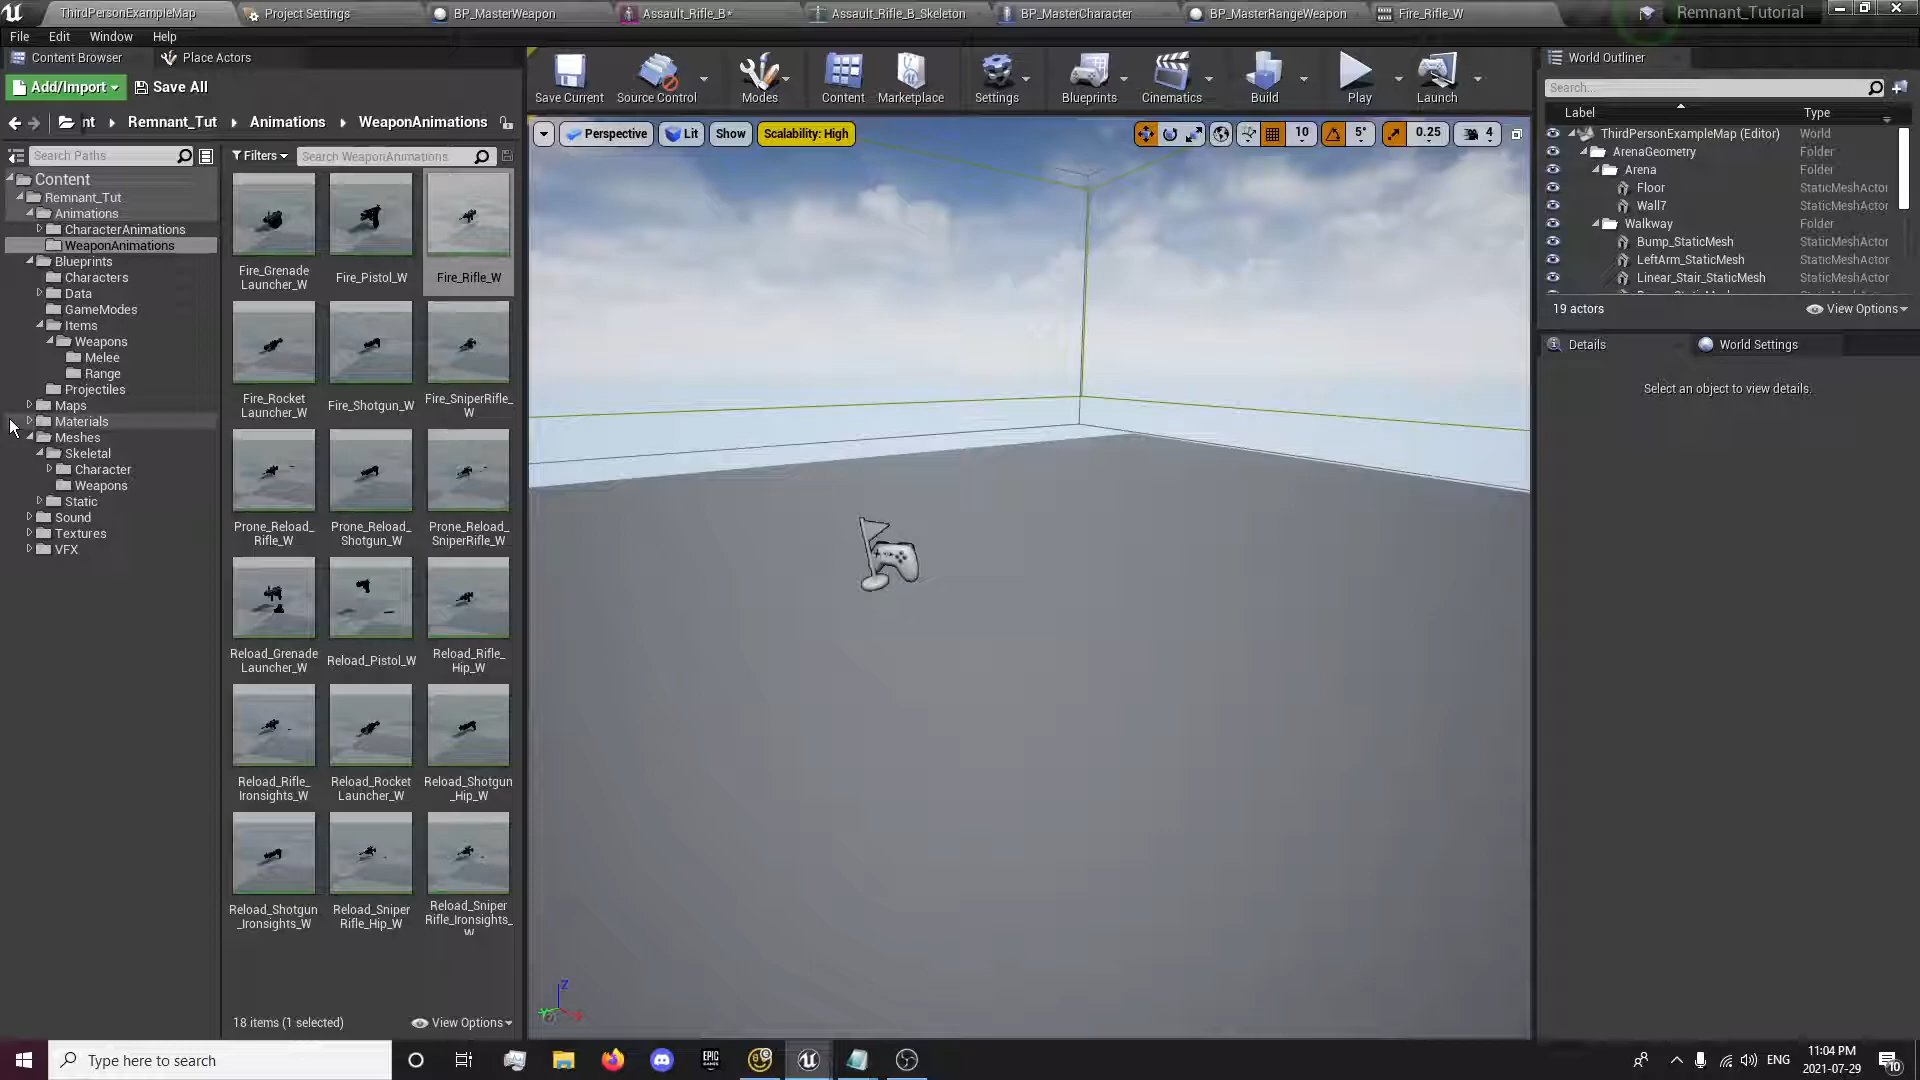 ThirdPersonExampleMap
Project Settings
BP_MasterWeapon
Assault_Rifle_B*
Assault_Rifle_B_Skeleton
BP_MasterCharacter
BP_MasterRangeWeapon
Fire_Rifle_W
Remnant_Tutorial
File Edit Window Help
Content Browser
Place Actors
Add/Import
Save All
nt Remnant_Tut Animations WeaponAnimations
Search Paths
Filters
Search WeaponAnimations
Content
Remnant_Tut
Animations
CharacterAnimations
WeaponAnimations
Blueprints
Characters
Data
GameModes
Items
Weapons
Melee
Range
Projectiles
Maps
Materials
Meshes
Skeletal
Character
Weapons
Static
Sound
Textures
VFX
Fire_Grenade
Launcher_W
Fire_Pistol_W
Fire_Rifle_W
Fire_Rocket
Launcher_W
Fire_Shotgun_W
Fire_SniperRifle_
W
Prone_Reload_
Rifle_W
Prone_Reload_
Shotgun_W
Prone_Reload_
SniperRifle_W
Reload_Grenade
Launcher_W
Reload_Pistol_W
Reload_Rifle_
Hip_W
Reload_Rifle_
Ironsights_W
Reload_Rocket
Launcher_W
Reload_Shotgun
_Hip_W
Reload_Shotgun
_Ironsights_W
Reload_Sniper
Rifle_Hip_W
Reload_Sniper
Rifle_Ironsights_
W
18 items (1 selected)
View Options
Save Current
Source Control
Modes
Content
Marketplace
Settings
Blueprints
Cinematics
Build
Play
Launch
Perspective
Lit
Show
Scalability: High
10
5°
0.25
4
Z
World Outliner
Search...
Label Type
ThirdPersonExampleMap (Editor) World
ArenaGeometry Folder
Arena Folder
Floor StaticMeshActor
Wall7 StaticMeshActor
Walkway Folder
Bump_StaticMesh StaticMeshActor
LeftArm_StaticMesh StaticMeshActor
Linear_Stair_StaticMesh StaticMeshActor
19 actors
View Options
Details
World Settings
Select an object to view details.
Type here to search
EPIC
ENG
11:04 PM
2021-07-29
10